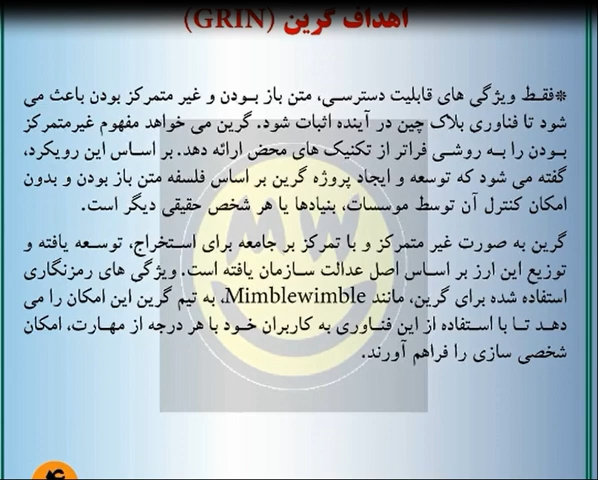 اهداف گرین (GRIN)
*فقط ویژگی های قابلیت دسترسی، متن باز بودن و غیر متمرکز بودن باعث می
شود تا فناوری بلاک چین در آینده اثبات شود. گرین می خواهد مفهوم غیرمتمرکز
بودن را به روشی فراتر از تکنیک های محض ارائه دهد. بر اساس این رویکرد،
گفته می شود که توسعه و ایجاد پروژه گرین بر اساس فلسفه متن باز بودن و بدون
امکان کنترل آن توسط موسسات، بنیادها یا هر شخص حقیقی دیگر است.
گرین به صورت غیر متمرکز و با تمرکز بر جامعه برای استخراج، توسعه یافته و
توزیع این ارز بر اساس اصل عدالت سازمان یافته است. ویژگی های رمزنگاری
استفاده شده برای گرین، مانند Mimblewimble، به تیم گرین این امکان را می
دهد تا با استفاده از این فناوری به کاربران خود با هر درجه از مهارت، امکان
شخصی سازی را فراهم آورند.
MW
۴